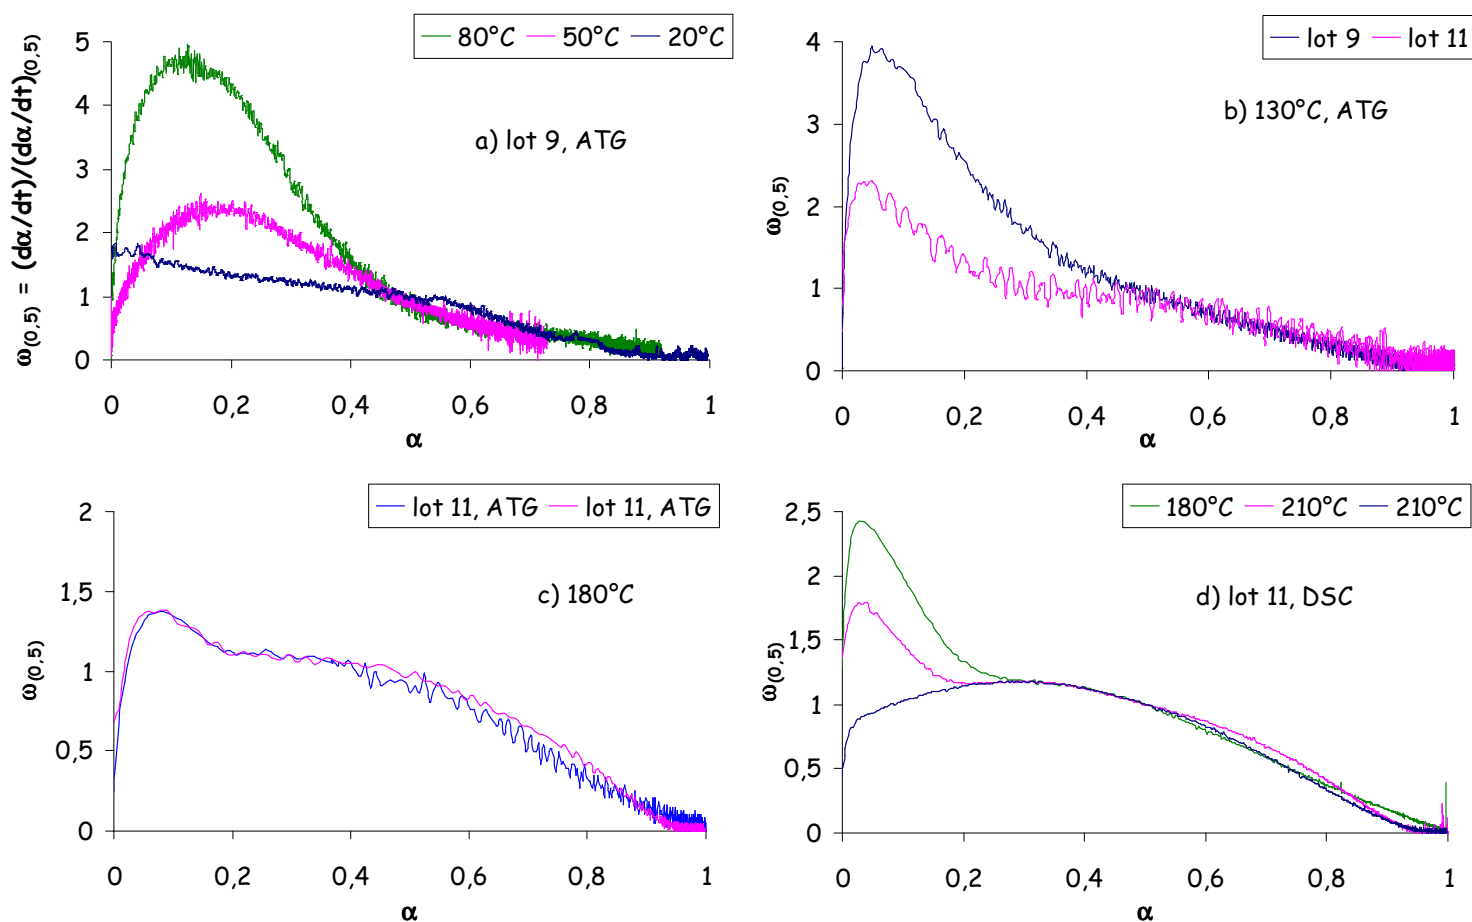 80°C 50°C 20°C
ω(0,5) = (dα/dt)/(dα/dt)(0,5)
5
4
3
2
1
0
a) lot 9, ATG
0 0,2 0,4 0,6 0,8 1
α
lot 9 lot 11
ω(0,5)
4
3
2
1
0
b) 130°C, ATG
0 0,2 0,4 0,6 0,8 1
α
lot 11, ATG lot 11, ATG
ω(0,5)
2
1,5
1
0,5
0
c) 180°C
0 0,2 0,4 0,6 0,8 1
α
180°C 210°C 210°C
ω(0,5)
2,5
2
1,5
1
0,5
0
d) lot 11, DSC
0 0,2 0,4 0,6 0,8 1
α